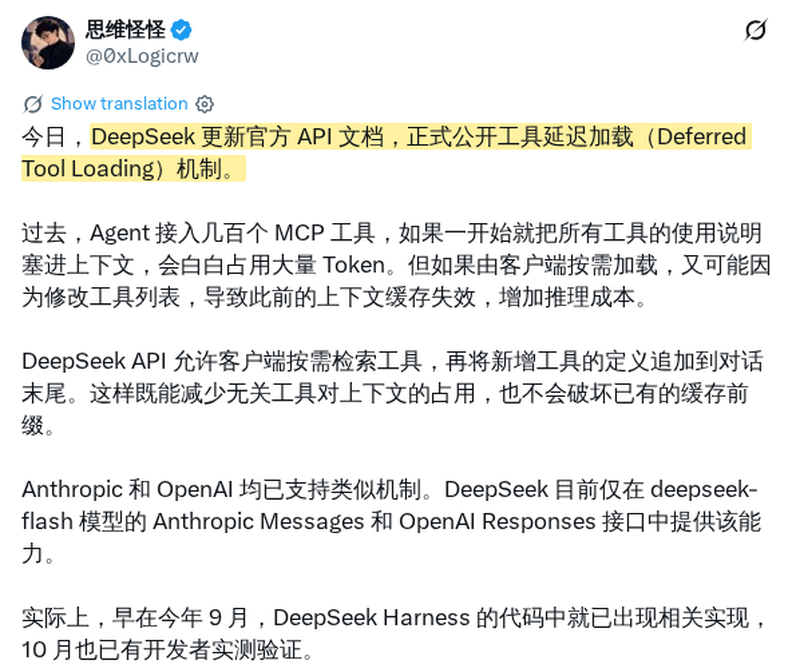 思维怪怪
@0xLogicrw
Show translation
今日，DeepSeek 更新官方 API 文档，正式公开工具延迟加载（Deferred
Tool Loading）机制。
过去，Agent 接入几百个 MCP 工具，如果一开始就把所有工具的使用说明
塞进上下文，会白白占用大量 Token。但如果由客户端按需加载，又可能因
为修改工具列表，导致此前的上下文缓存失效，增加推理成本。
DeepSeek API 允许客户端按需检索工具，再将新增工具的定义追加到对话
末尾。这样既能减少无关工具对上下文的占用，也不会破坏已有的缓存前
缀。
Anthropic 和 OpenAI 均已支持类似机制。DeepSeek 目前仅在 deepseek-
flash 模型的 Anthropic Messages 和 OpenAI Responses 接口中提供该能
力。
实际上，早在今年 9 月，DeepSeek Harness 的代码中就已出现相关实现，
10 月也已有开发者实测验证。